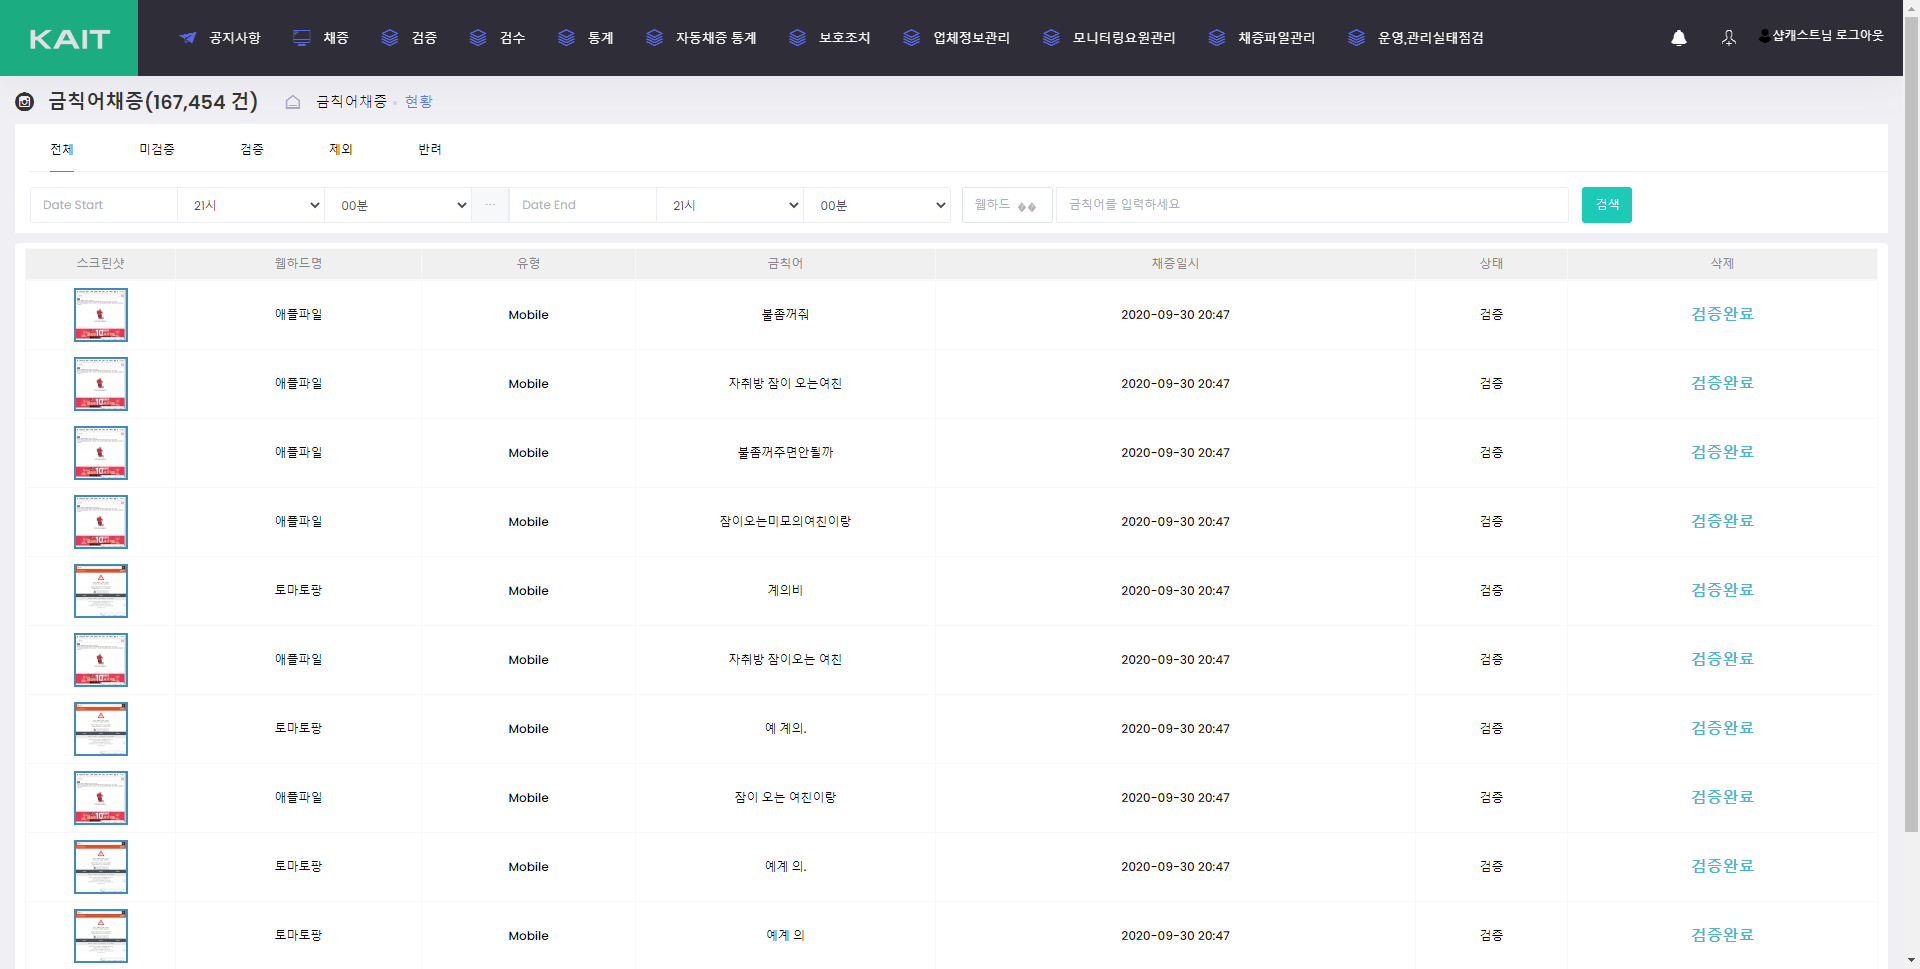 KAIT
공지사항 채증 검증 검수 통계 자동채증 통계 보호조치 업체정보관리 모니터링요원관리 채증파일관리 운영,관리실태점검 샵캐스트님 로그아웃
금칙어채증(167,454 건) 금칙어채증 현황
전체 미검증 검증 제외 반려
Date Start 21시 00분 ... Date End 21시 00분 웹하드 �� 금칙어를 입력하세요 검색
스크린샷 웹하드명 유형 금칙어 채증일시 상태 삭제
애플파일 Mobile 불좀꺼줘 2020-09-30 20:47 검증 검증완료
애플파일 Mobile 자취방 잠이 오는여친 2020-09-30 20:47 검증 검증완료
애플파일 Mobile 불좀꺼주면안될까 2020-09-30 20:47 검증 검증완료
애플파일 Mobile 잠이오는미모의여친이랑 2020-09-30 20:47 검증 검증완료
토마토팡 Mobile 계의비 2020-09-30 20:47 검증 검증완료
애플파일 Mobile 자취방 잠이오는 여친 2020-09-30 20:47 검증 검증완료
토마토팡 Mobile 예 계의. 2020-09-30 20:47 검증 검증완료
애플파일 Mobile 잠이 오는 여친이랑 2020-09-30 20:47 검증 검증완료
토마토팡 Mobile 예계 의. 2020-09-30 20:47 검증 검증완료
토마토팡 Mobile 예계 의 2020-09-30 20:47 검증 검증완료